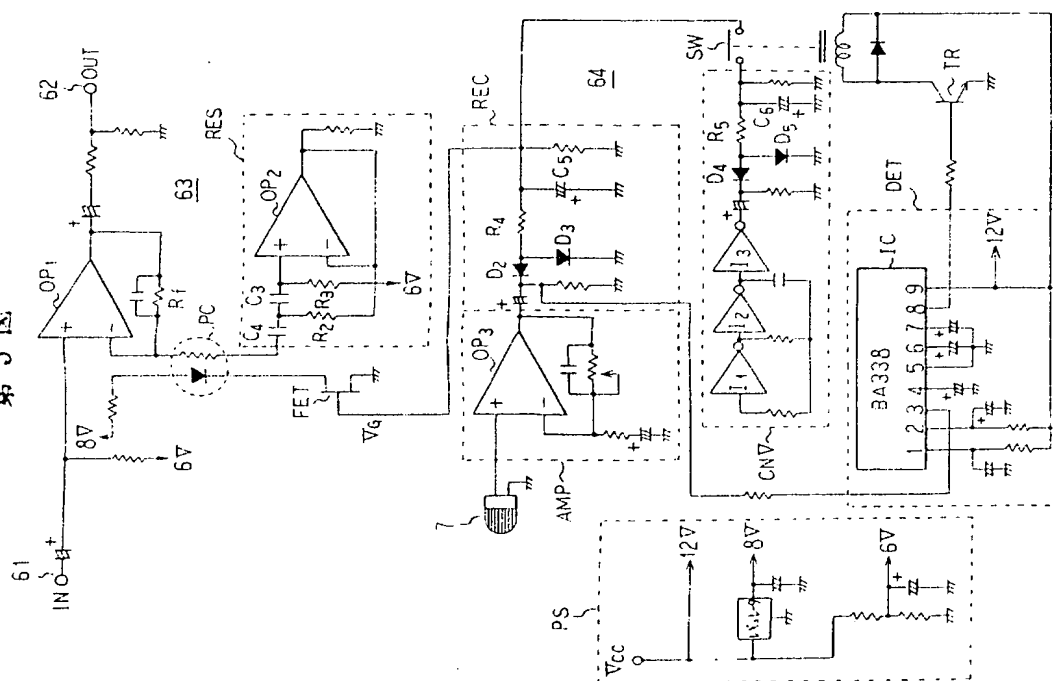 第 5 図
61
IN
+
6V
8V
PC
OP1
+
−
Rf
+
63
62
OUT
RES
OP2
+
−
C3
C4
R3
R2
6V
FET
VG
7
AMP
OP3
+
−
+
+
D2
R4
D3
C5
+
REC
64
CNV
I1
I2
I3
+
D4
R5
D5
C6
+
SW
TR
DET
IC
BA338
1 2 3 4 5 6 7 8 9
+
+
+
+
12V
PS
VCC
12V
8V
6V
+